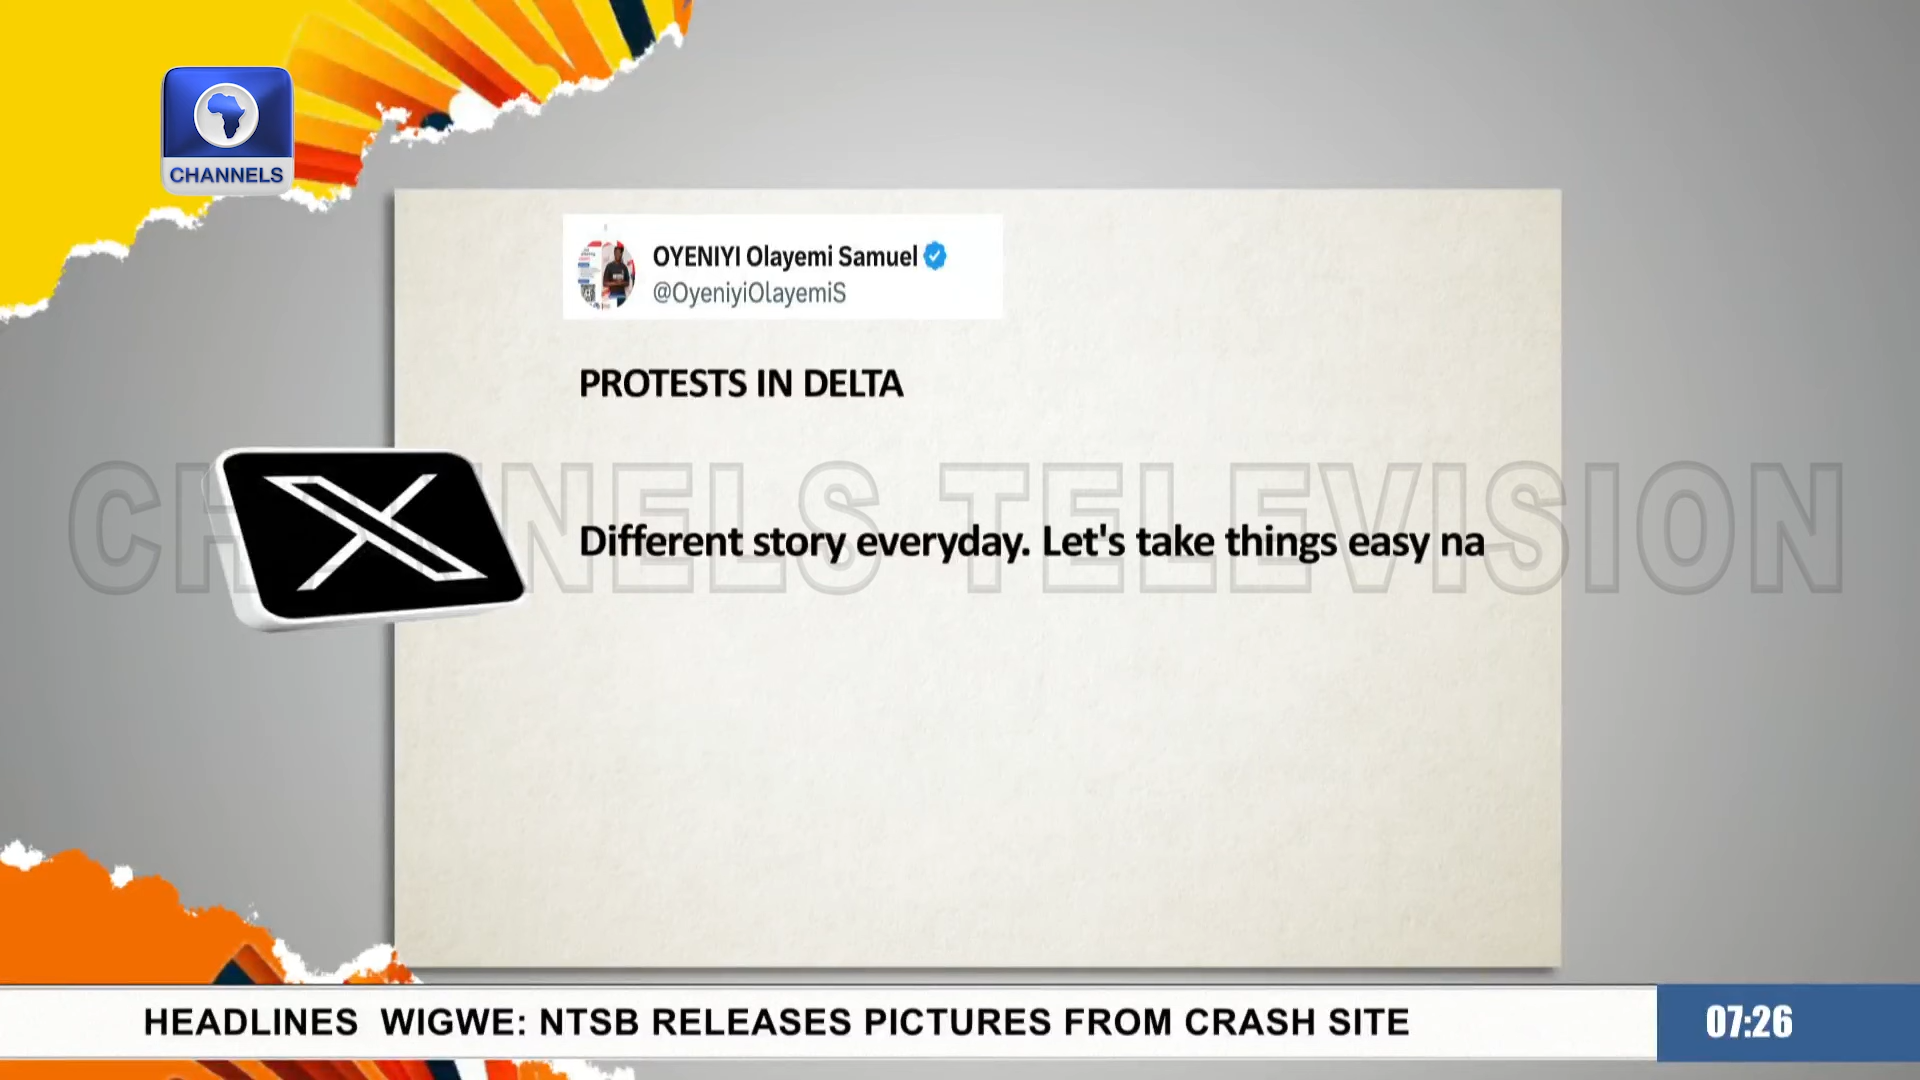 CHANNELS
OYENIYI Olayemi Samuel
@OyeniyiOlayemiS
PROTESTS IN DELTA
CHANNELS TELEVISION
Different story everyday. Let's take things easy na
HEADLINES WIGWE: NTSB RELEASES PICTURES FROM CRASH SITE
07:26